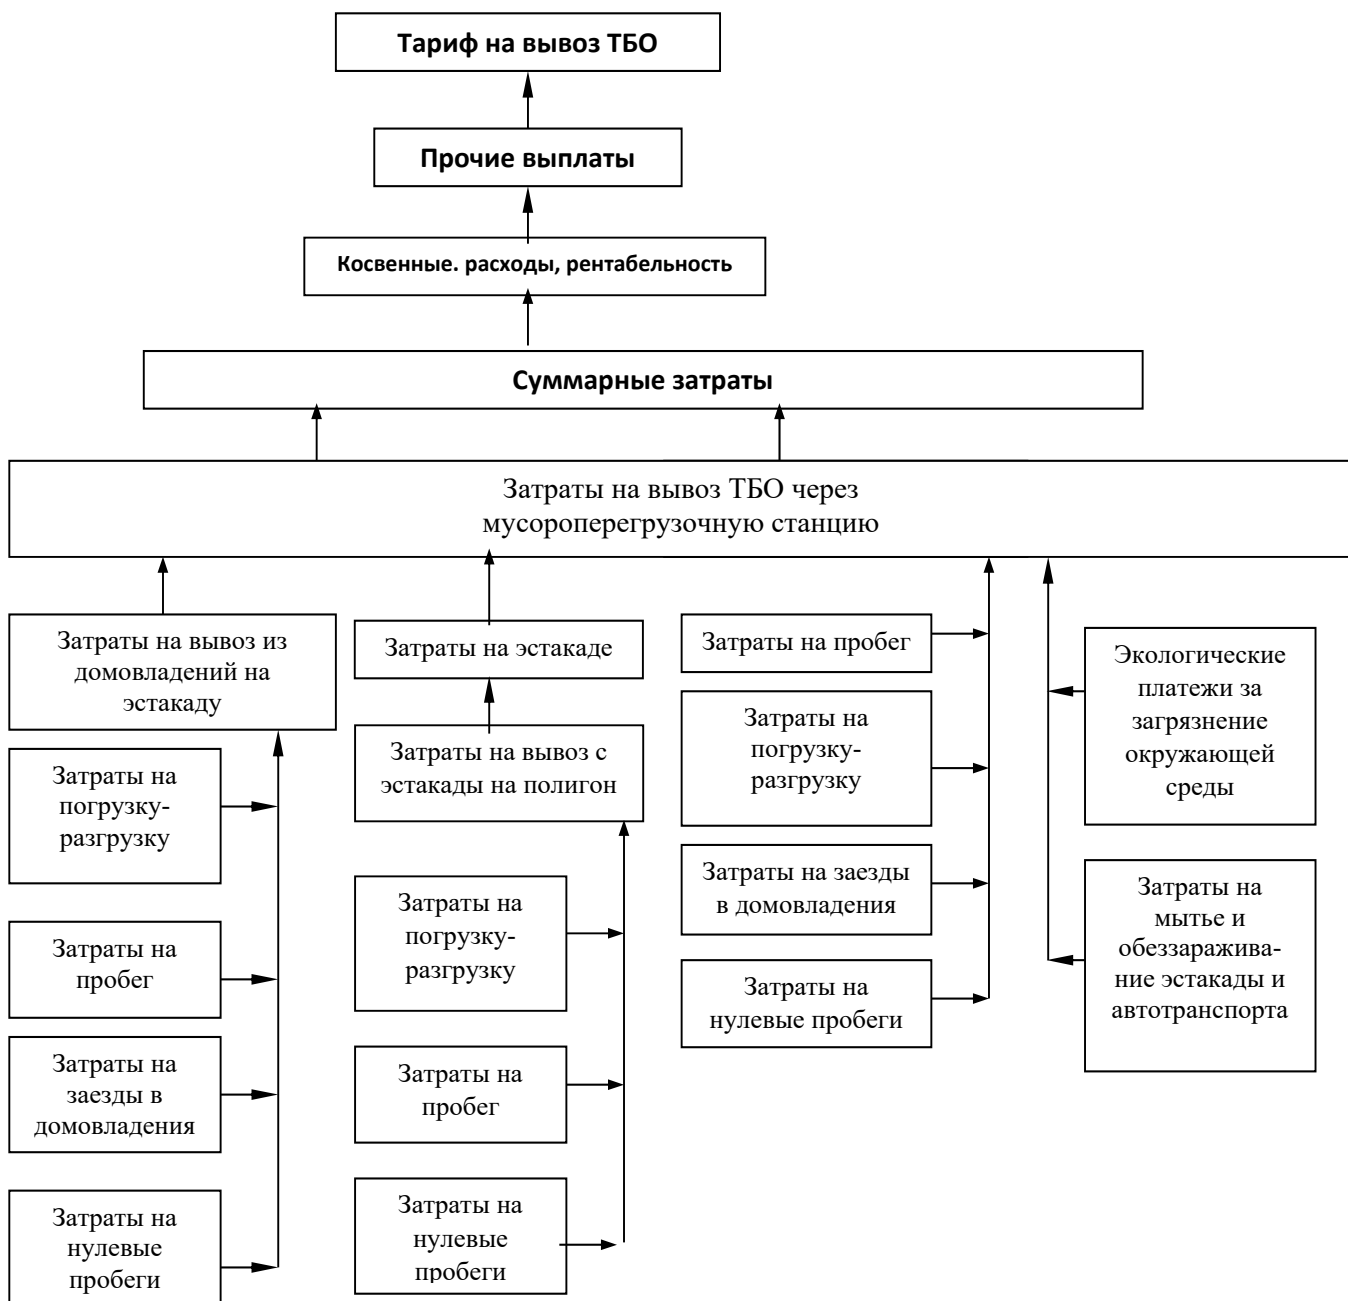 Тариф на вывоз ТБО
Прочие выплаты
Косвенные. расходы, рентабельность
Суммарные затраты
Затраты на вывоз ТБО через
мусороперегрузочную станцию
Затраты на вывоз из
домовладений на
эстакаду
Затраты на
погрузку-
разгрузку
Затраты на
пробег
Затраты на
заезды в
домовладения
Затраты на
нулевые
пробеги
Затраты на эстакаде
Затраты на вывоз с
эстакады на полигон
Затраты на
погрузку-
разгрузку
Затраты на
пробег
Затраты на
нулевые
пробеги
Затраты на пробег
Затраты на
погрузку-
разгрузку
Затраты на заезды
в домовладения
Затраты на
нулевые пробеги
Экологические
платежи за
загрязнение
окружающей
среды
Затраты на
мытье и
обеззаражива-
ние эстакады и
автотранспорта